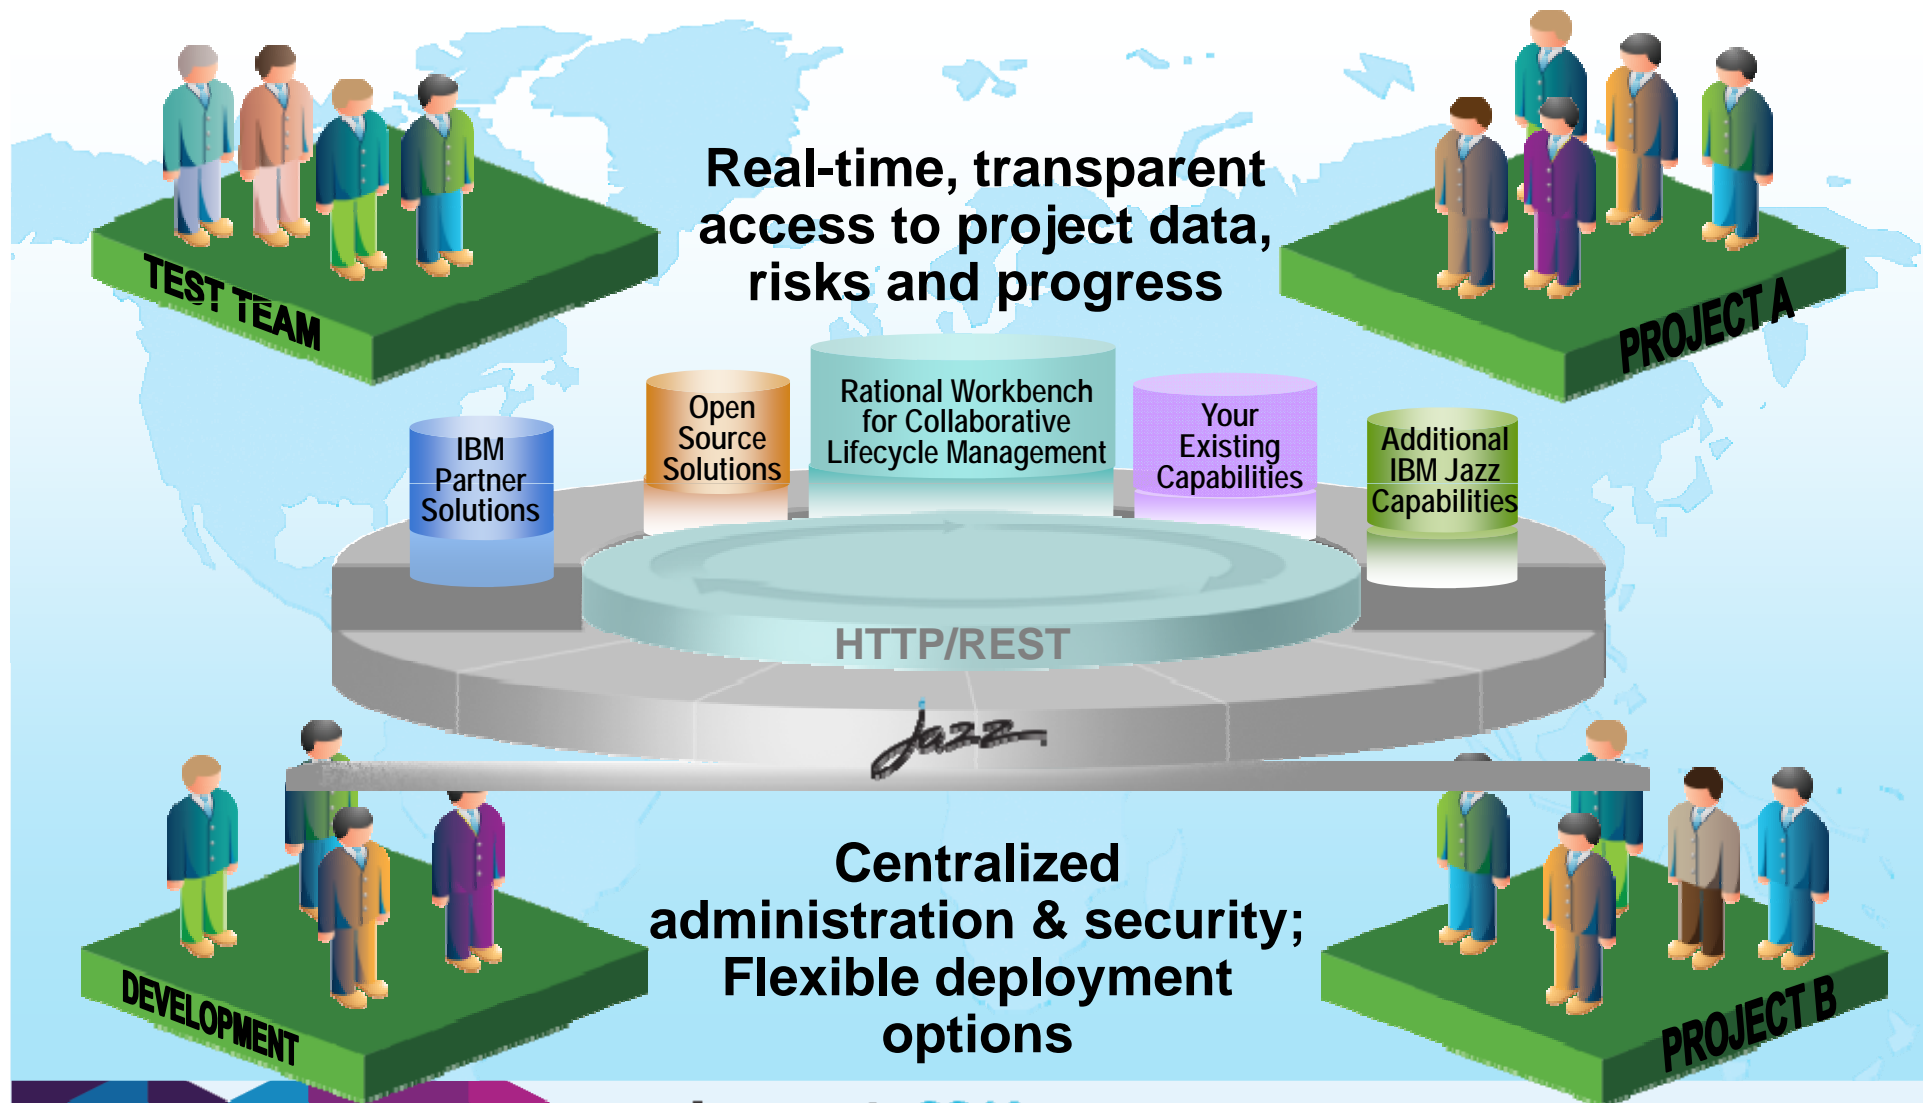 Real-time, transparent
access to project data,
risks and progress
TEST TEAM
PROJECT A
IBM
Partner
Solutions
Open
Source
Solutions
Rational Workbench
for Collaborative
Lifecycle Management
Your
Existing
Capabilities
Additional
IBM Jazz
Capabilities
HTTP/REST
Jazz
Centralized
administration & security;
Flexible deployment
options
DEVELOPMENT
PROJECT B